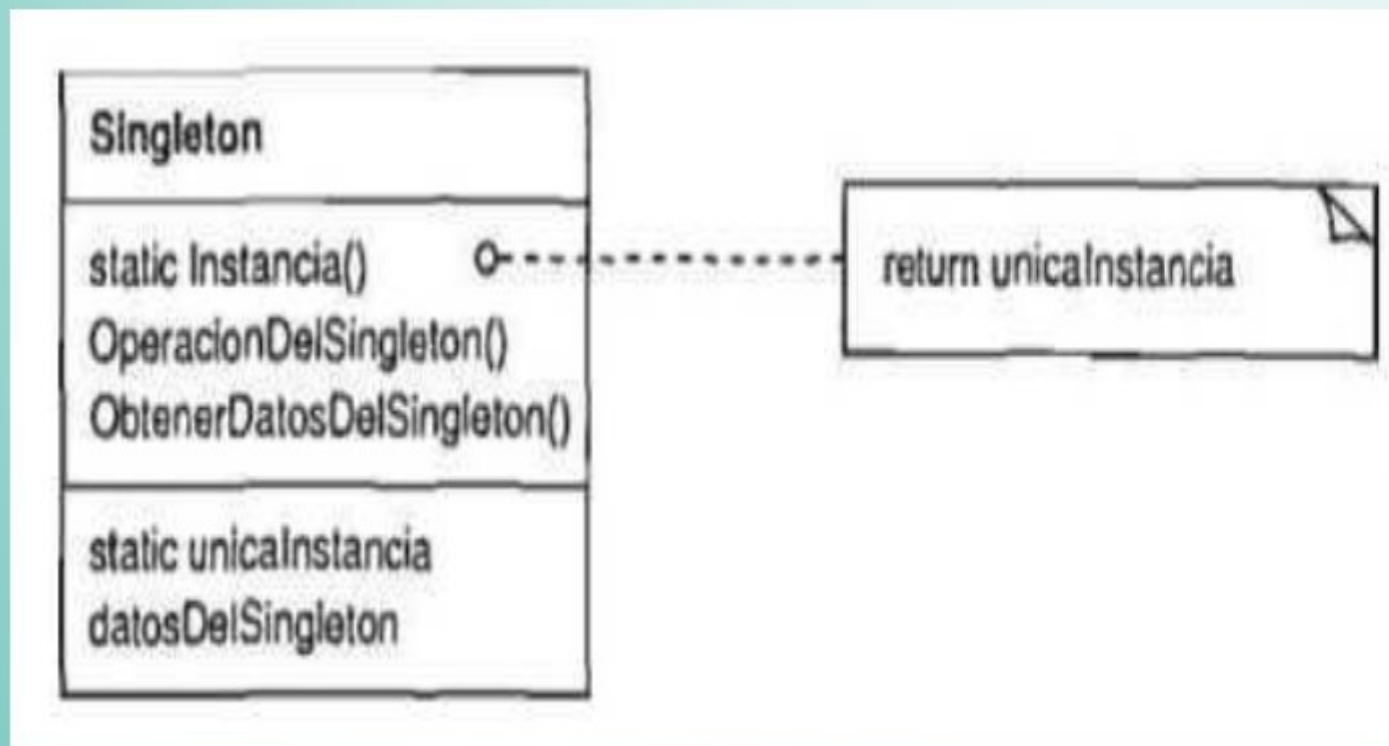 Singleton
static Instancia()
return unicaInstancia
OperacionDelSingleton()
ObtenerDatosDelSingleton()
static unicaInstancia
datosDelSingleton